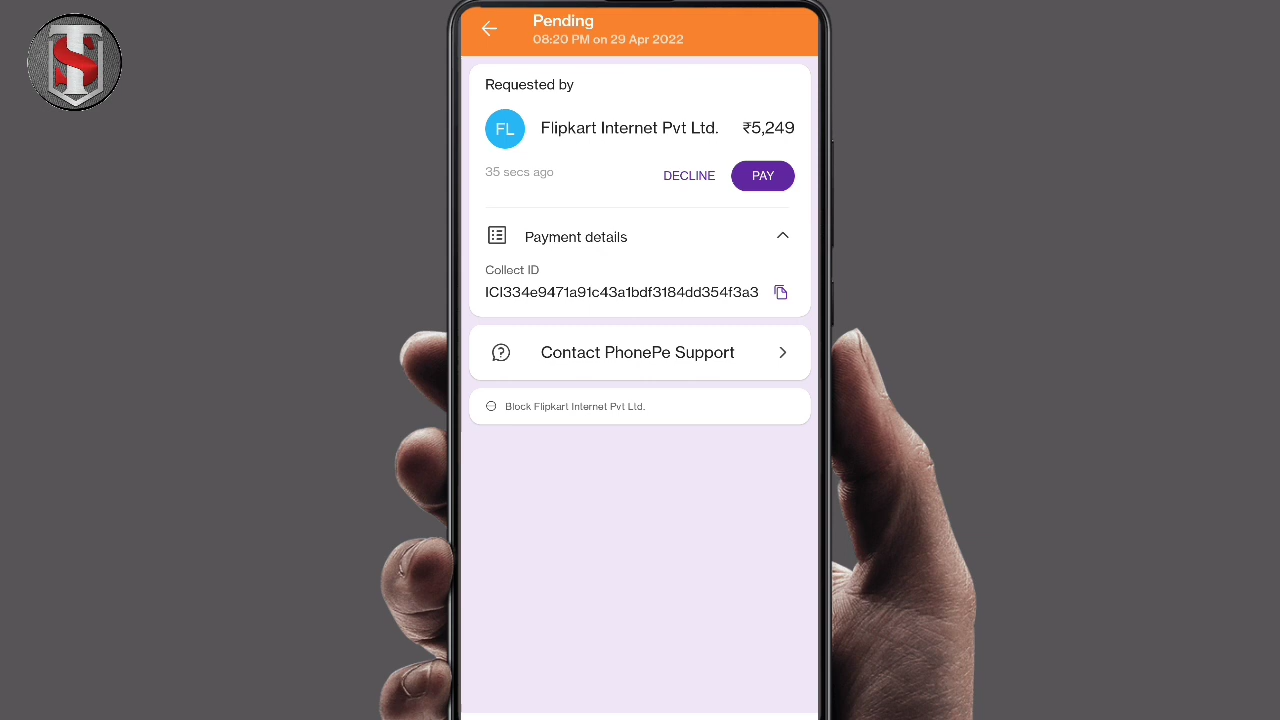 Pending
08:20 PM on 29 Apr 2022
Requested by
FL Flipkart Internet Pvt Ltd. ₹5,249
35 secs ago DECLINE PAY
Payment details
Collect ID
ICI334e9471a91c43a1bdf3184dd354f3a3
Contact PhonePe Support
Block Flipkart Internet Pvt Ltd.